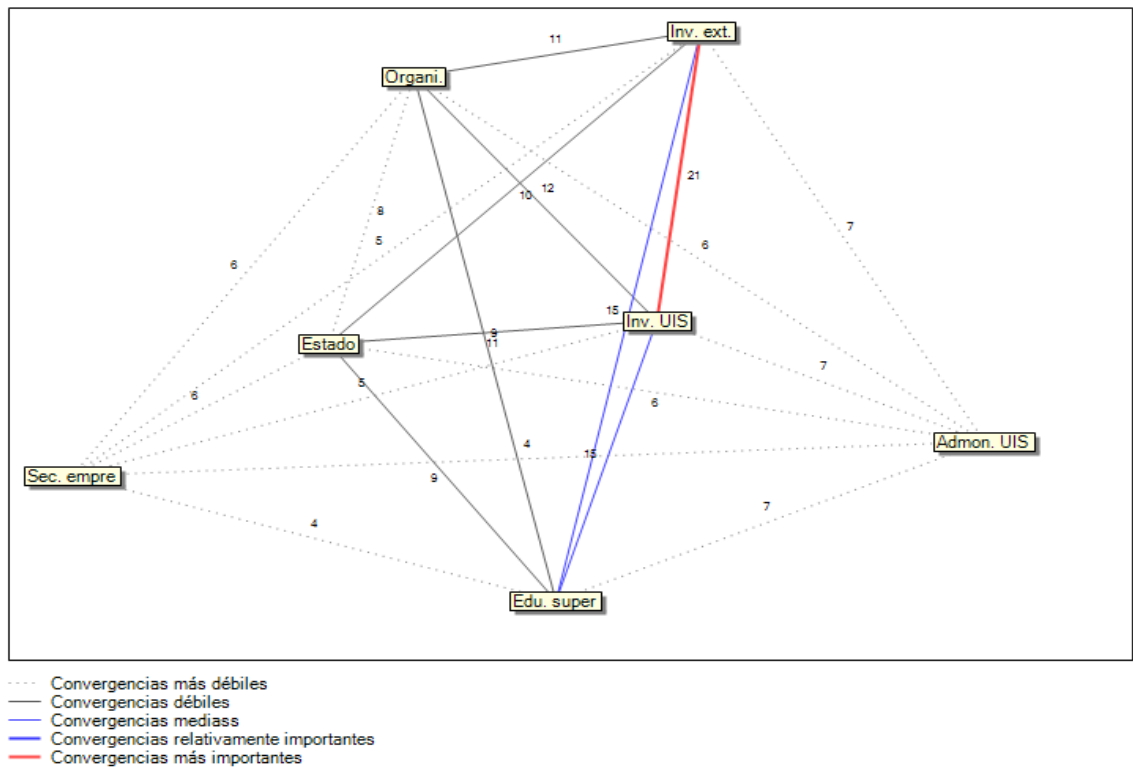 Inv. ext.
11
Organi.
21
12
10
8
7
5
6
6
15
Inv. UIS
9
11
Estado
7
5
6
6
Admon. UIS
4
15
Sec. empre
9
7
4
Edu. super
Convergencias más débiles
Convergencias débiles
Convergencias mediass
Convergencias relativamente importantes
Convergencias más importantes